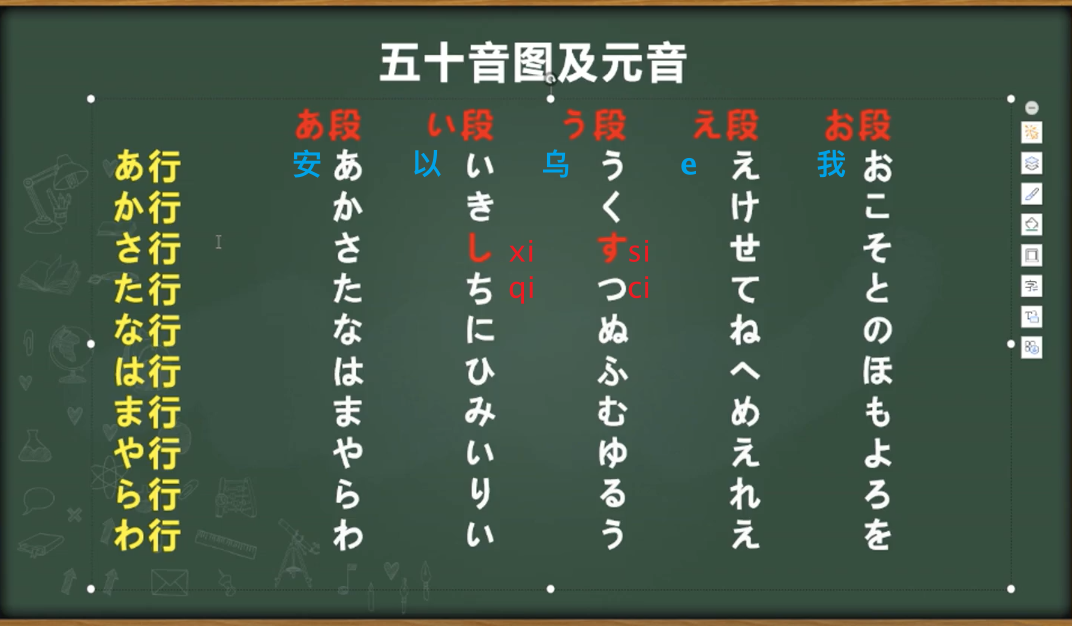 五十音图及元音
あ段 い段 う段 え段 お段
あ行 安 あ 以 い 乌 う e え 我 お
か行 か き く け こ
さ行 さ し xi す si せ そ
た行 た ち qi つ ci て と
な行 な に ぬ ね の
は行 は ひ ふ へ ほ
ま行 ま み む め も
や行 や い ゆ え よ
ら行 ら り る れ ろ
わ行 わ い う え を